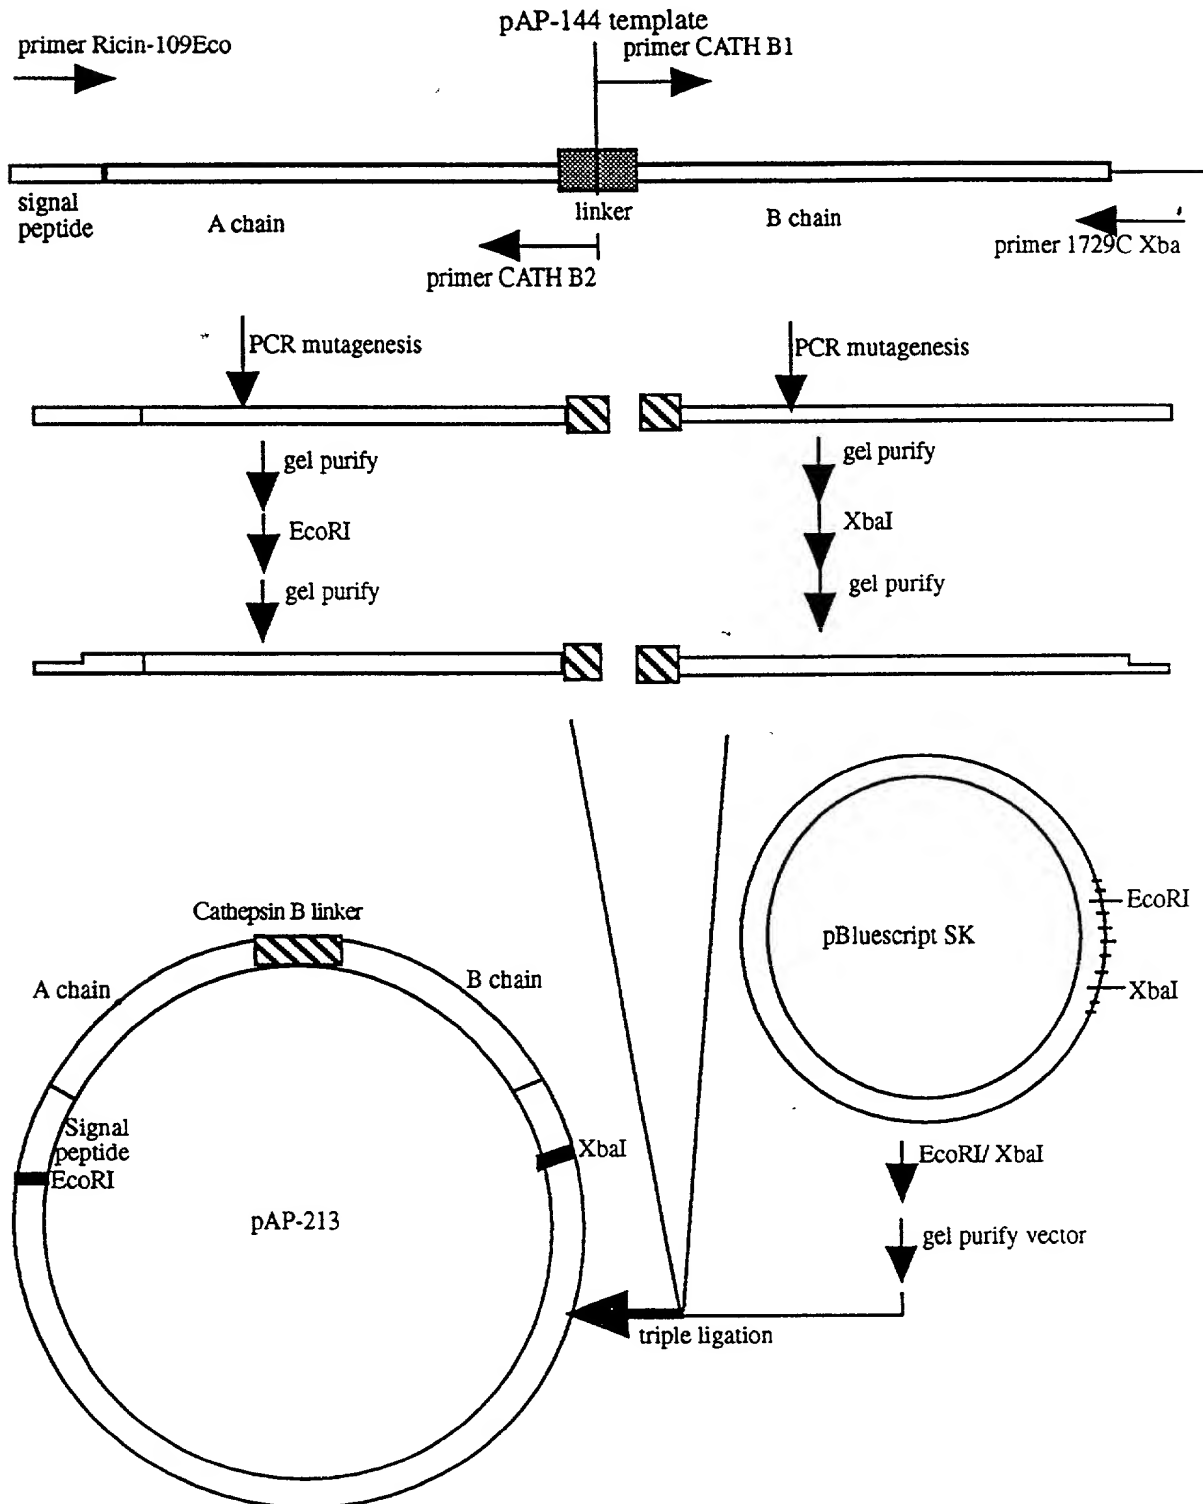 pAP-144 template
primer Ricin-109Eco
primer CATH B1
signal
peptide
A chain
linker
B chain
primer CATH B2
primer 1729C Xba
PCR mutagenesis
PCR mutagenesis
gel purify
gel purify
EcoRI
XbaI
gel purify
gel purify
EcoRI
pBluescript SK
XbaI
Cathepsin B linker
A chain
B chain
Signal
peptide
EcoRI
XbaI
pAP-213
EcoRI/ XbaI
gel purify vector
triple ligation